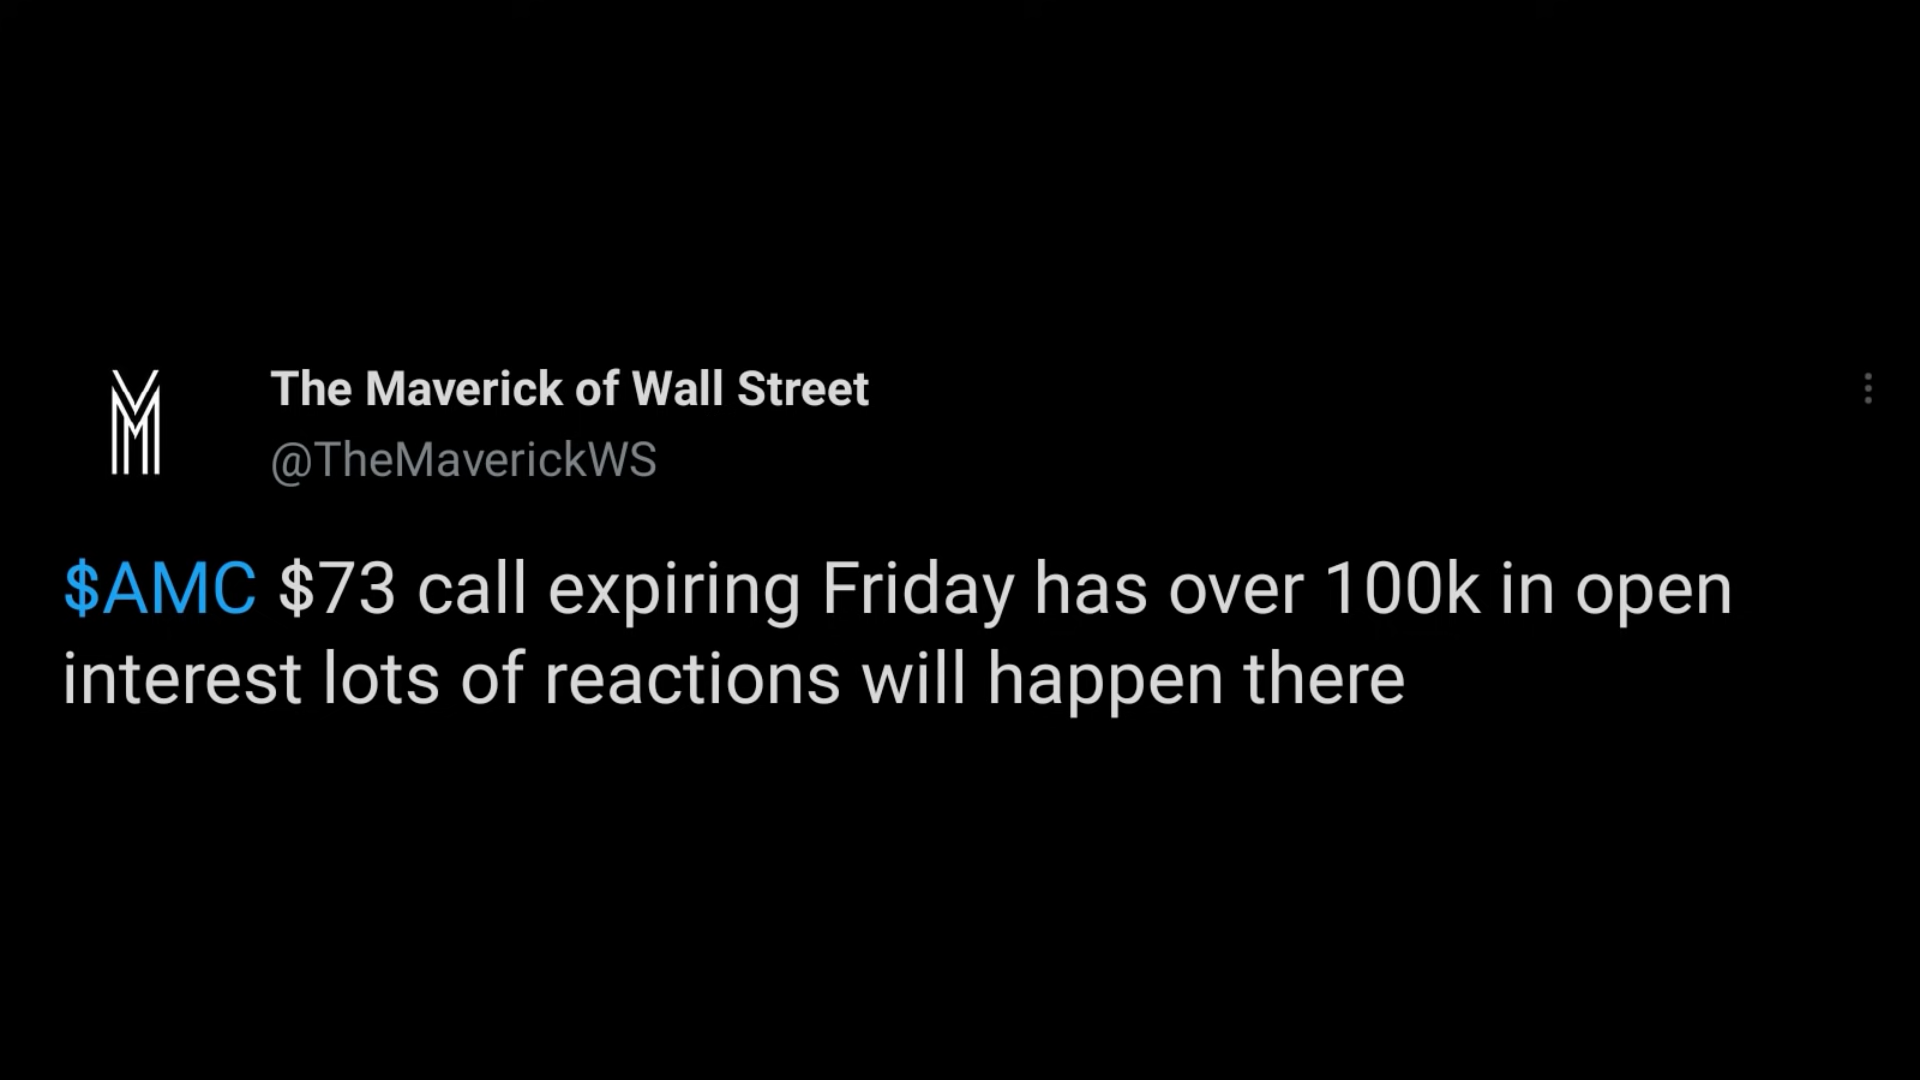 The Maverick of Wall Street
@TheMaverickWS
$AMC $73 call expiring Friday has over 100k in open
interest lots of reactions will happen there